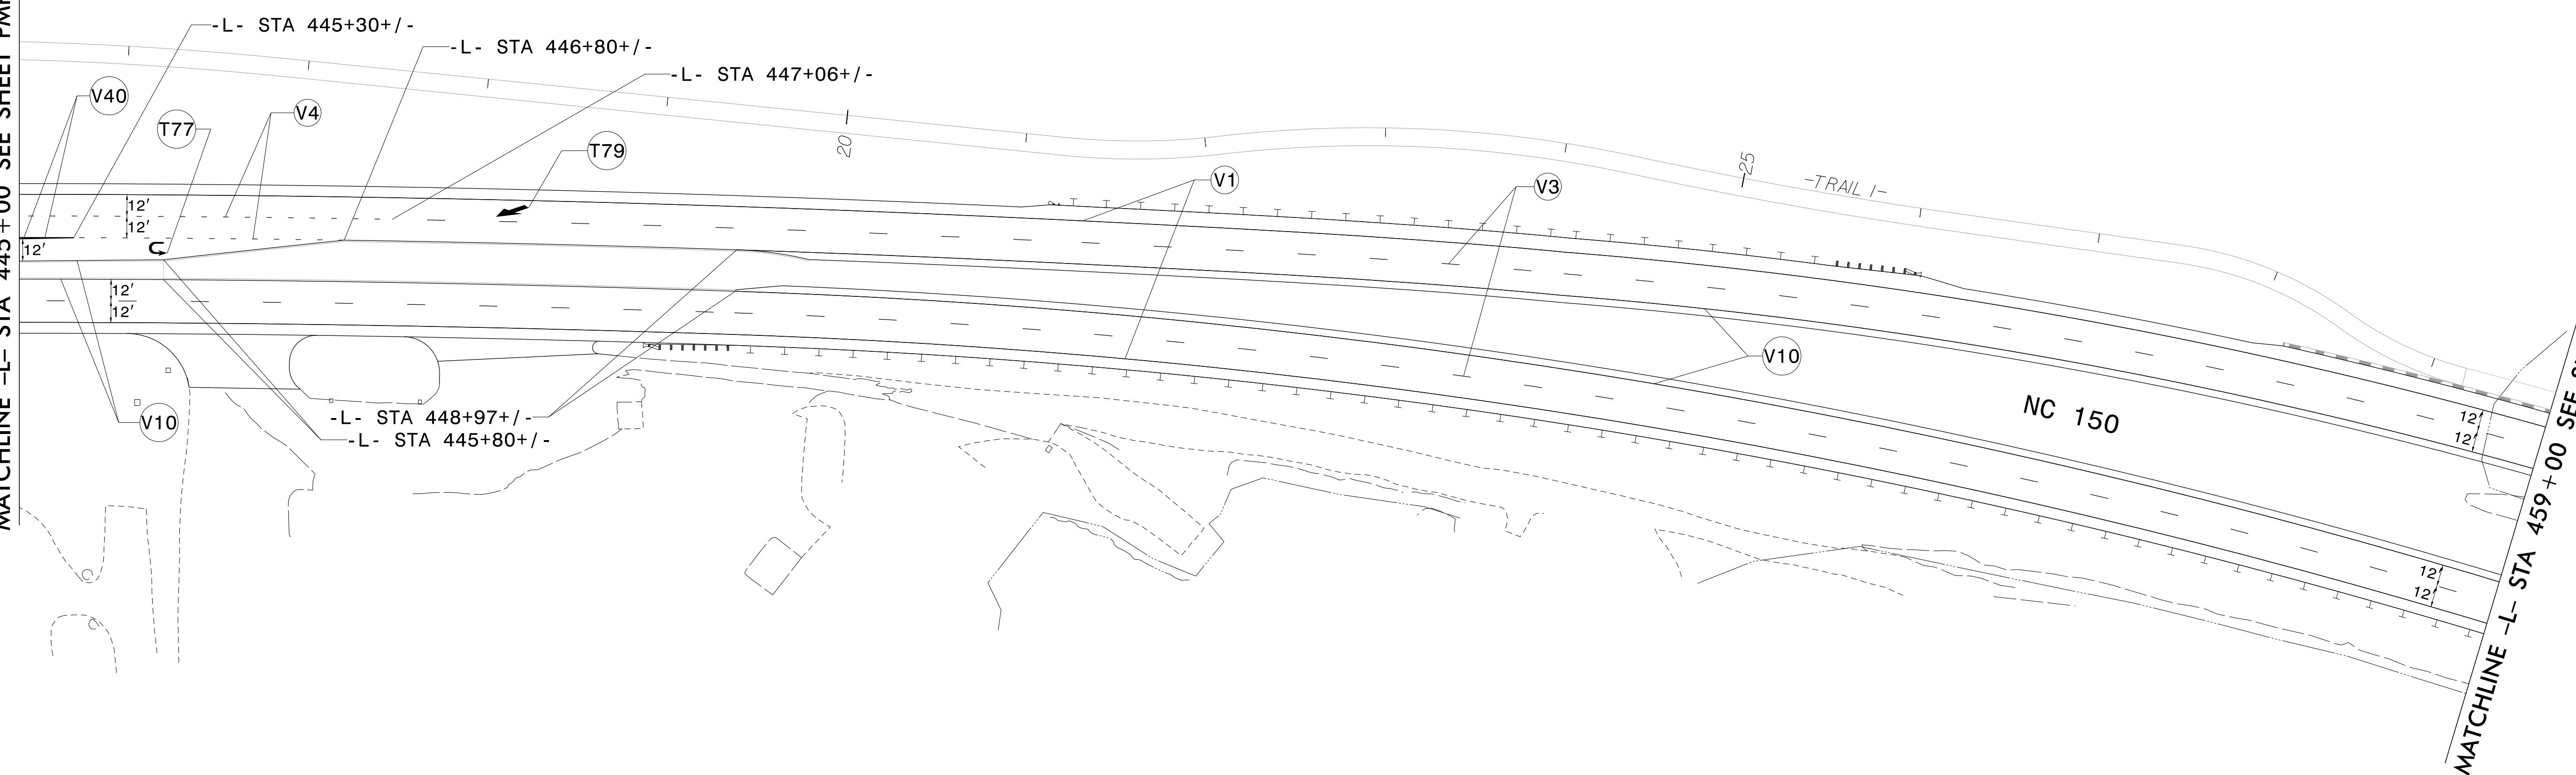 MATCHLINE -L- STA 445+00 SEE SHEET
-L- STA 445+30+/-
-L- STA 446+80+/-
-L- STA 447+06+/-
V40
T77
V4
T79
20
V1
V3
25
-TRAIL 1-
12'
12'
12'
12'
12'
V10
-L- STA 448+97+/-
-L- STA 445+80+/-
V10
NC 150
12'
12'
12'
12'
MATCHLINE -L- STA 459+00 SEE